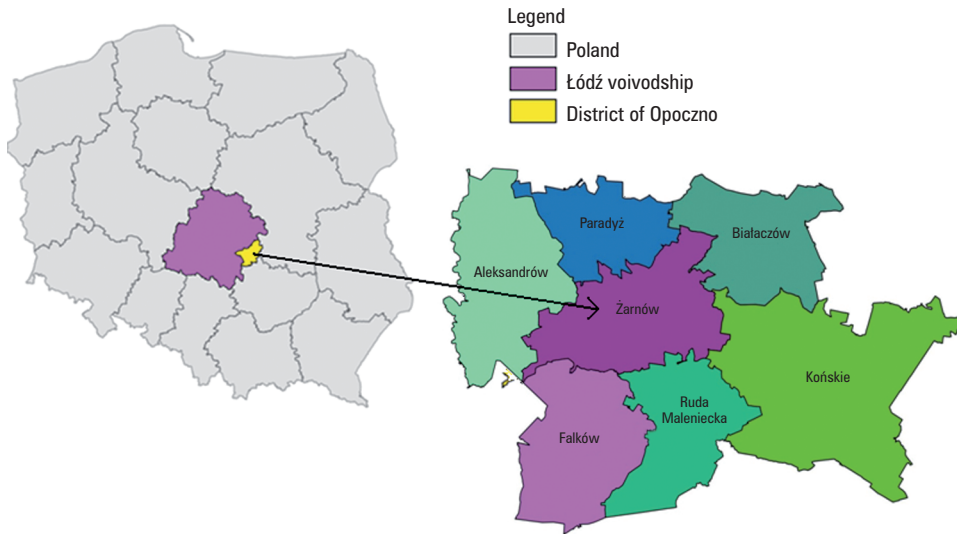 Legend
Poland
Łódź voivodship
District of Opoczno
Paradyż
Białaczów
Aleksandrów
Żarnów
Końskie
Ruda
Maleniecka
Falków